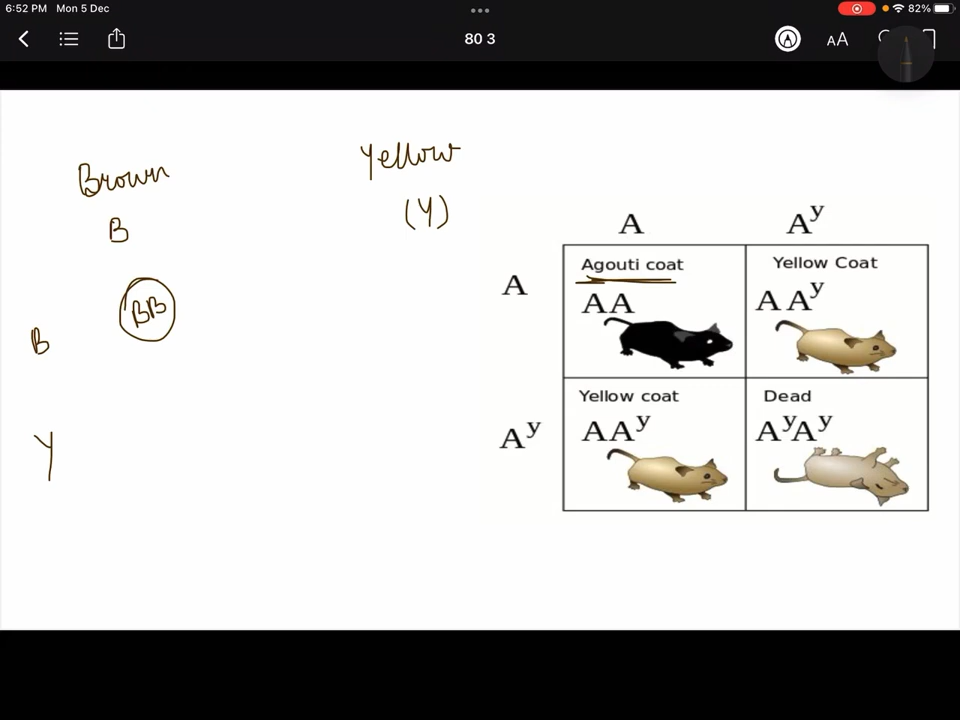 6:52 PM Mon 5 Dec
82%
80 3
AA
Brown
B
BB
B
Y
Yellow
(Y)
A A^y
A
Agouti coat
AA
Yellow Coat
A A^y
A^y
Yellow coat
AA^y
Dead
A^yA^y